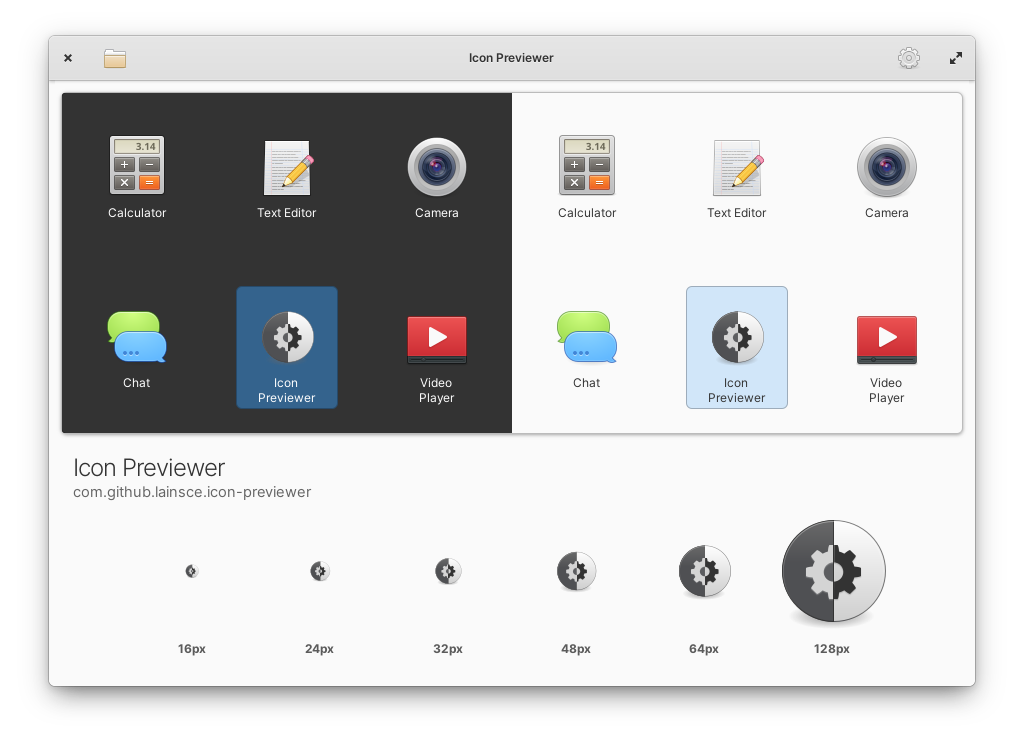 Icon Previewer
3.14
3.14
Calculator
Text Editor
Camera
Calculator
Text Editor
Camera
Chat
Icon
Previewer
Video
Player
Chat
Icon
Previewer
Video
Player
Icon Previewer
com.github.lainsce.icon-previewer
16px
24px
32px
48px
64px
128px